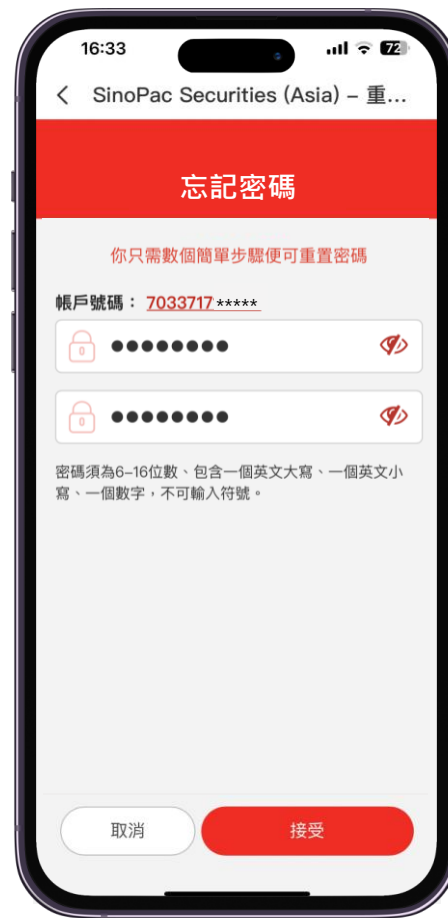 16:33
72
SinoPac Securities (Asia) – 重...
忘記密碼
你只需數個簡單步驟便可重置密碼
帳戶號碼： 7033717*****
密碼須為6-16位數、包含一個英文大寫、一個英文小
寫、一個數字，不可輸入符號。
取消
接受